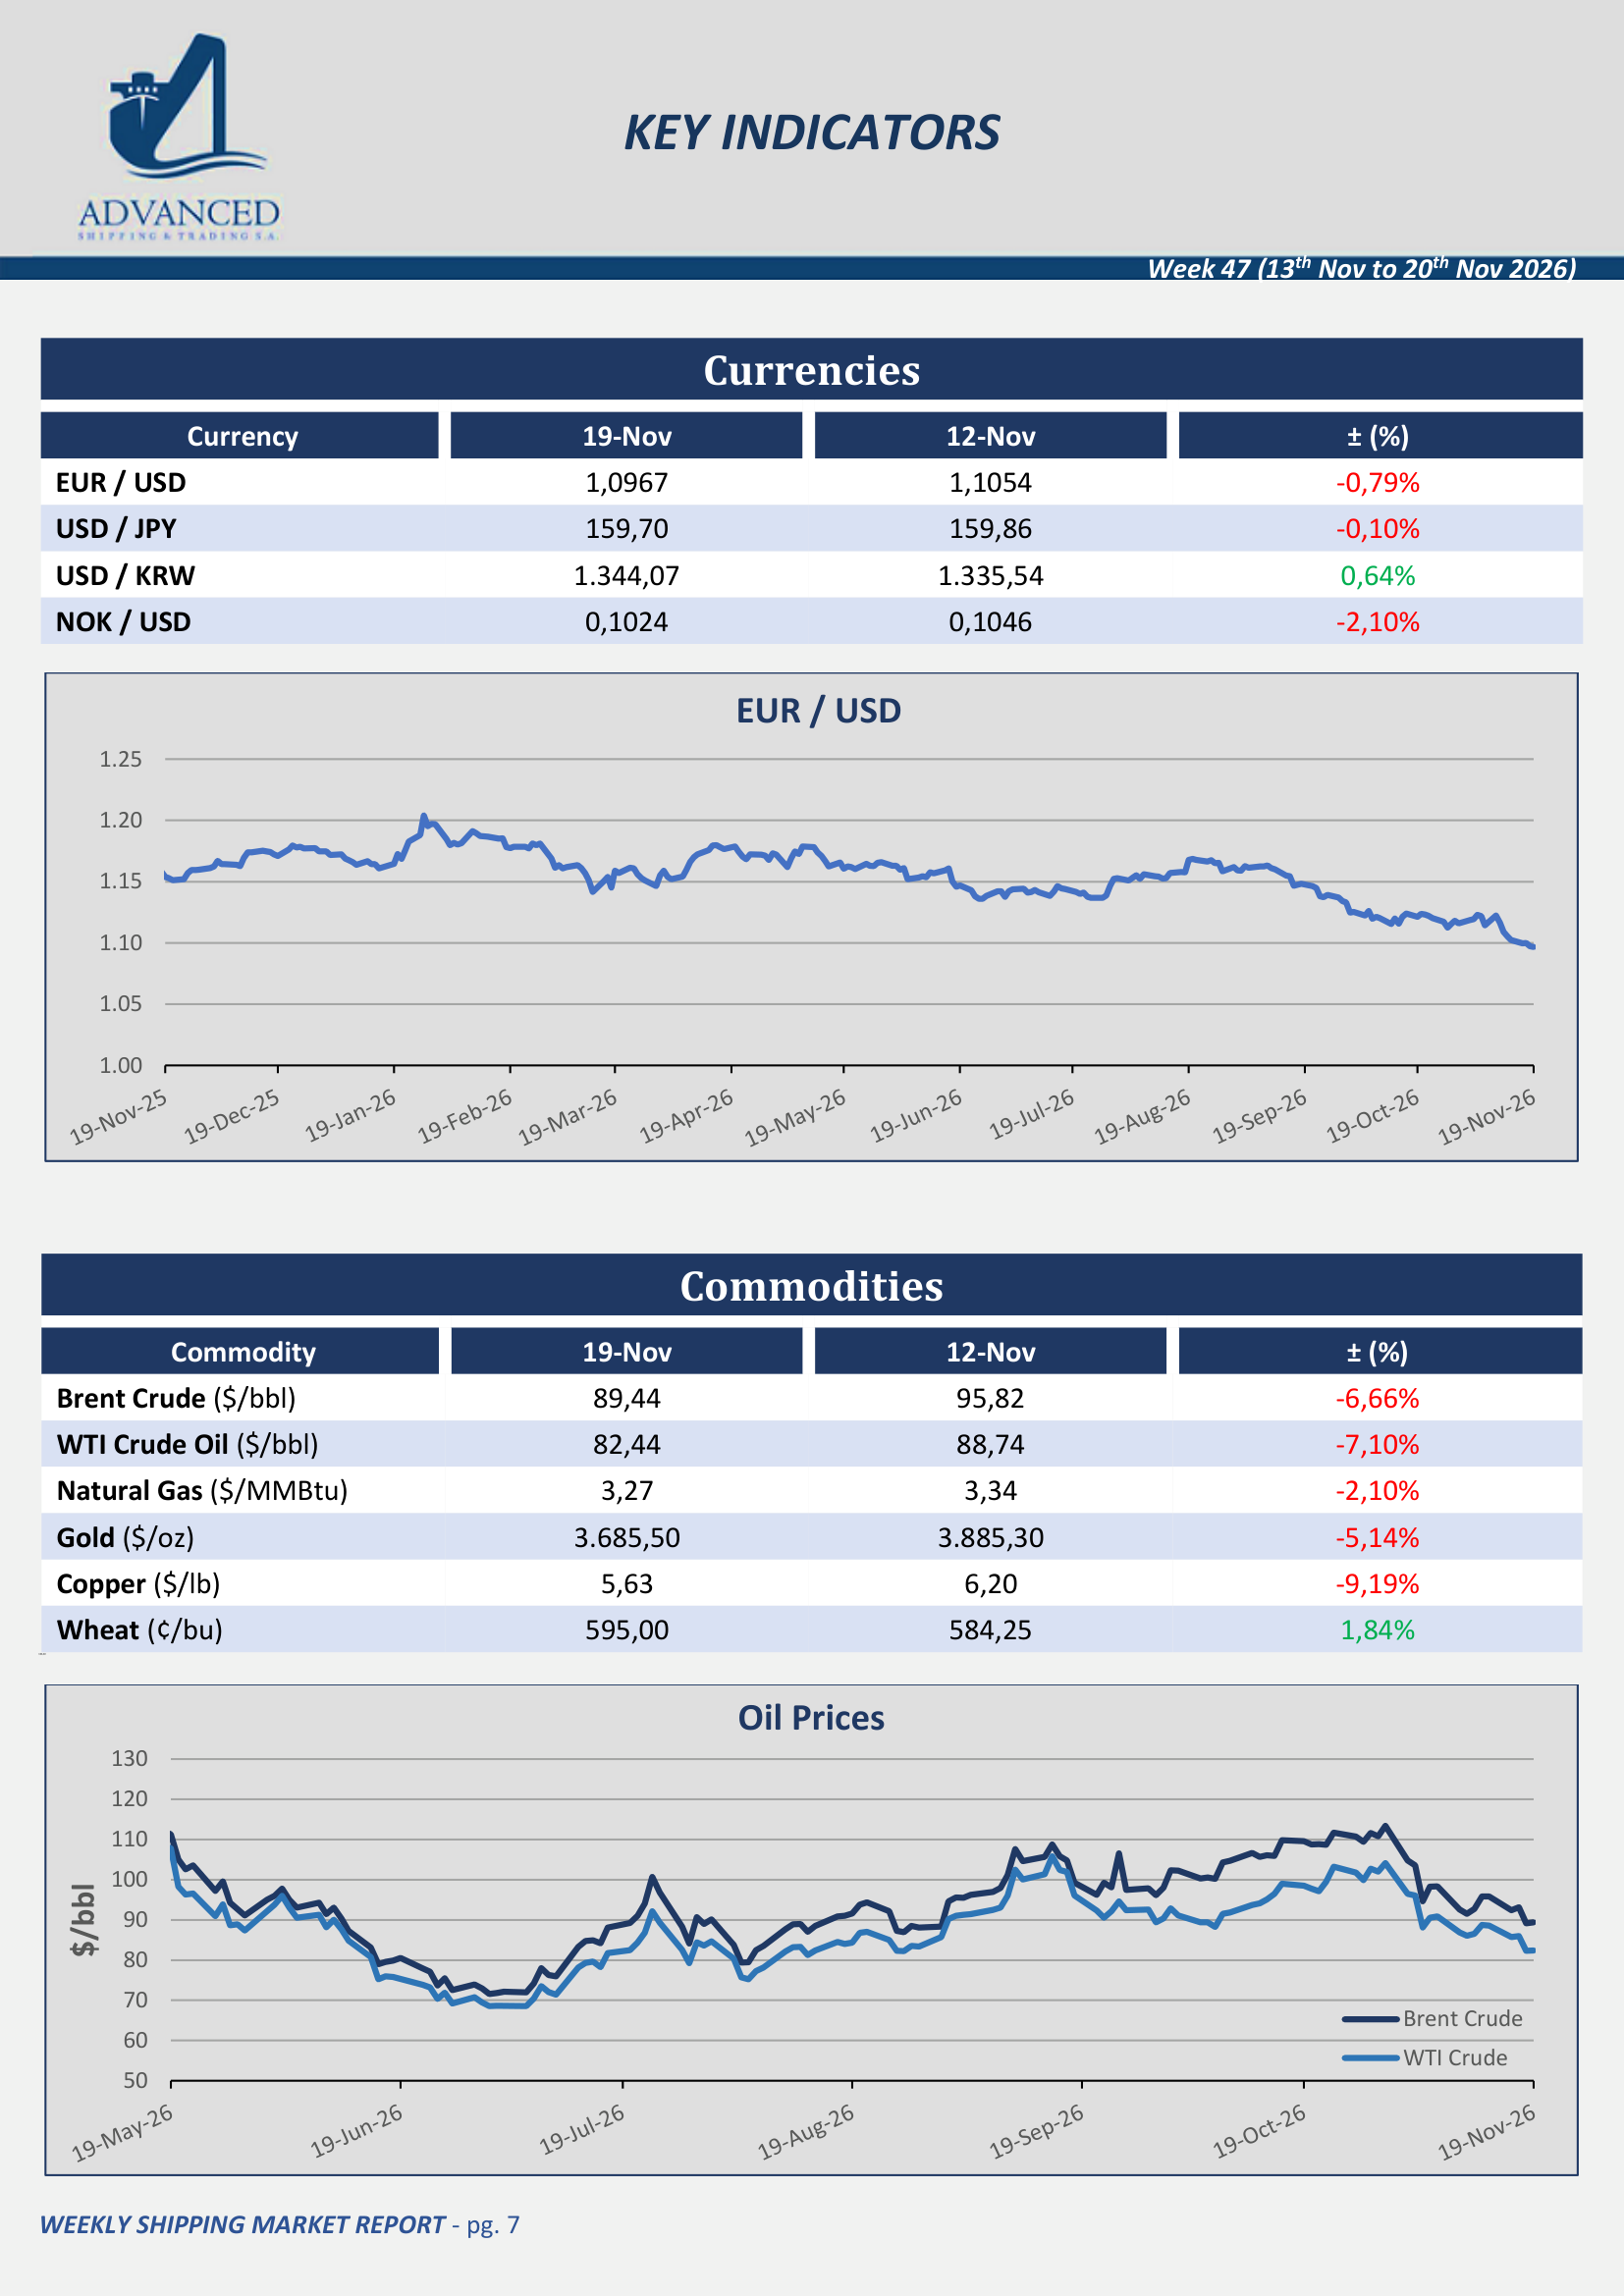 ADVANCED
SHIPPING & TRADING S.A.
KEY INDICATORS
Week 47 (13th Nov to 20th Nov 2026)
Currencies
Currency 19-Nov 12-Nov ± (%)
EUR / USD 1,0967 1,1054 -0,79%
USD / JPY 159,70 159,86 -0,10%
USD / KRW 1.344,07 1.335,54 0,64%
NOK / USD 0,1024 0,1046 -2,10%
EUR / USD
1.25
1.20
1.15
1.10
1.05
1.00
19-Nov-25 19-Dec-25 19-Jan-26 19-Feb-26 19-Mar-26 19-Apr-26 19-May-26 19-Jun-26 19-Jul-26 19-Aug-26 19-Sep-26 19-Oct-26 19-Nov-26
Commodities
Commodity 19-Nov 12-Nov ± (%)
Brent Crude ($/bbl) 89,44 95,82 -6,66%
WTI Crude Oil ($/bbl) 82,44 88,74 -7,10%
Natural Gas ($/MMBtu) 3,27 3,34 -2,10%
Gold ($/oz) 3.685,50 3.885,30 -5,14%
Copper ($/lb) 5,63 6,20 -9,19%
Wheat (¢/bu) 595,00 584,25 1,84%
Oil Prices
$/bbl
130
120
110
100
90
80
70
60
50
Brent Crude
WTI Crude
19-May-26 19-Jun-26 19-Jul-26 19-Aug-26 19-Sep-26 19-Oct-26 19-Nov-26
WEEKLY SHIPPING MARKET REPORT - pg. 7